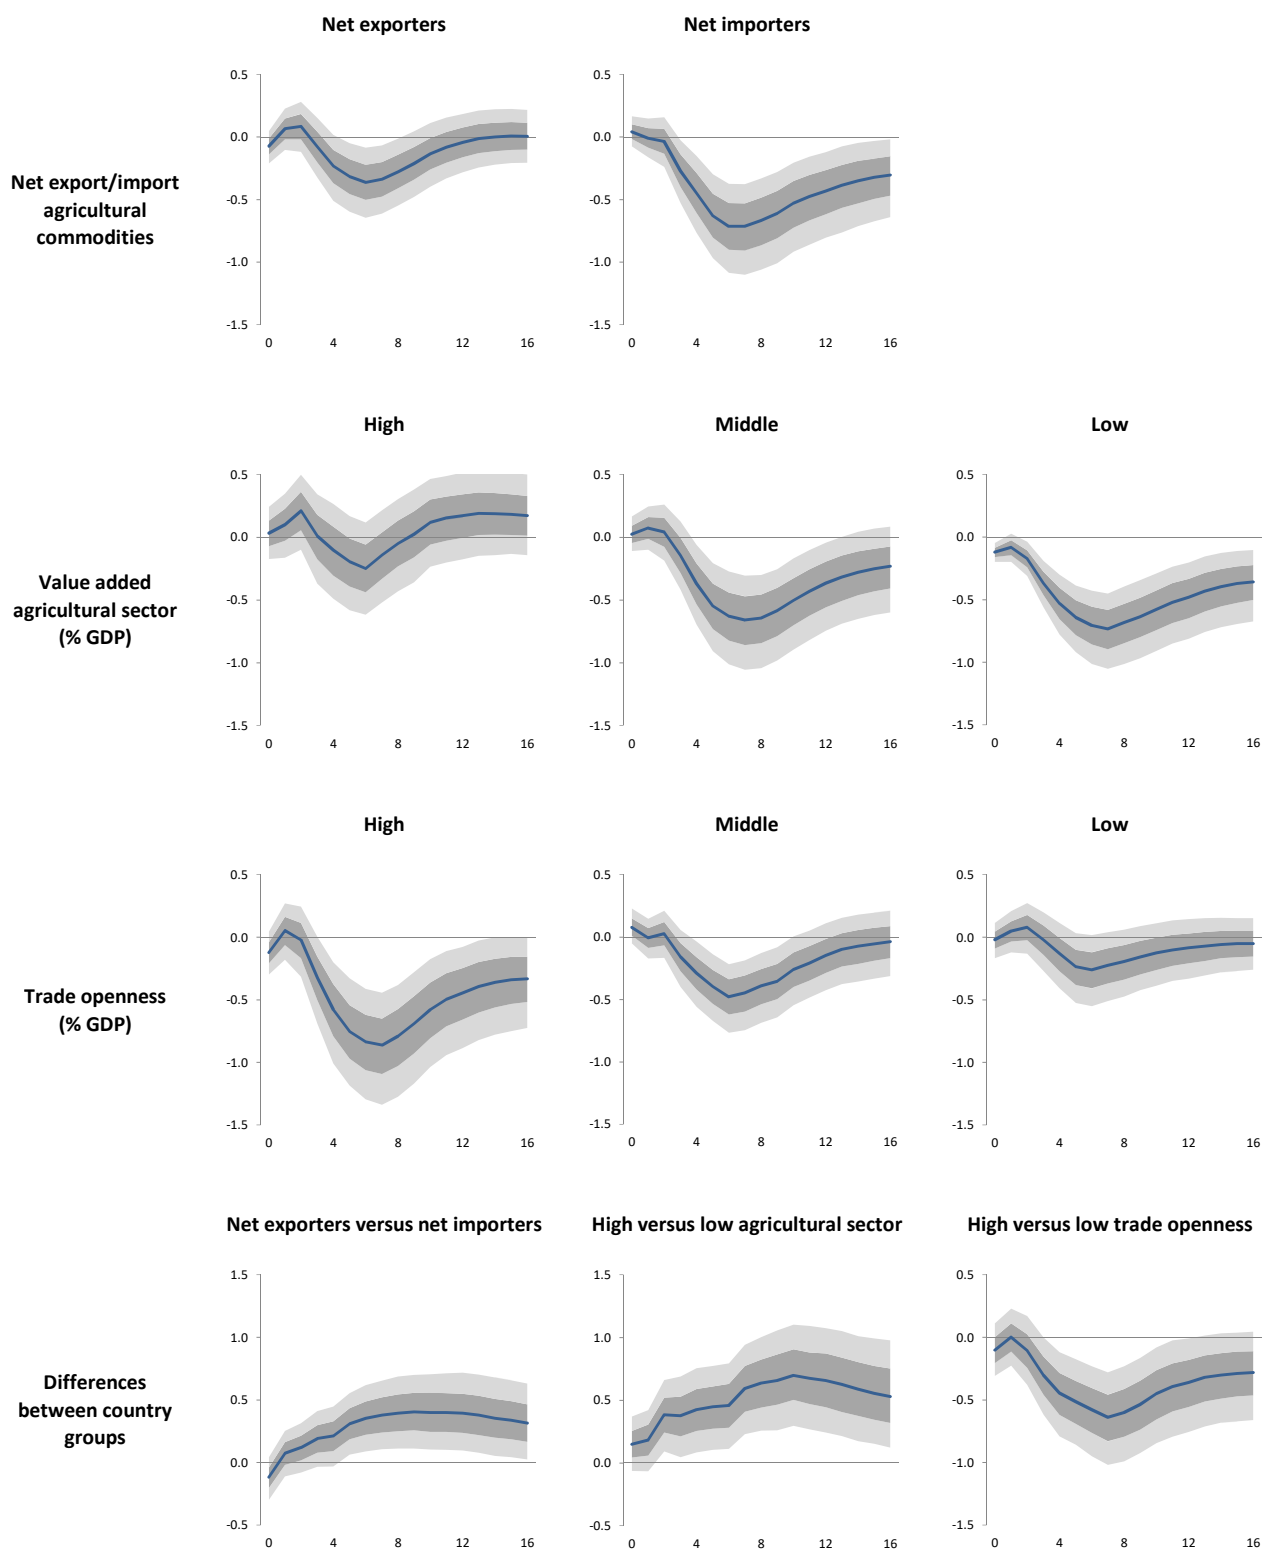 Net exporters
Net importers
0.5
0.0
-0.5
-1.0
-1.5
0 4 8 12 16
0.5
0.0
-0.5
-1.0
-1.5
0 4 8 12 16
Net export/import
agricultural
commodities
High
Middle
Low
0.5
0.0
-0.5
-1.0
-1.5
0 4 8 12 16
0.5
0.0
-0.5
-1.0
-1.5
0 4 8 12 16
0.5
0.0
-0.5
-1.0
-1.5
0 4 8 12 16
Value added
agricultural sector
(% GDP)
High
Middle
Low
0.5
0.0
-0.5
-1.0
-1.5
0 4 8 12 16
0.5
0.0
-0.5
-1.0
-1.5
0 4 8 12 16
0.5
0.0
-0.5
-1.0
-1.5
0 4 8 12 16
Trade openness
(% GDP)
Net exporters versus net importers
High versus low agricultural sector
High versus low trade openness
1.5
1.0
0.5
0.0
-0.5
0 4 8 12 16
1.5
1.0
0.5
0.0
-0.5
0 4 8 12 16
0.5
0.0
-0.5
-1.0
-1.5
0 4 8 12 16
Differences
between country
groups